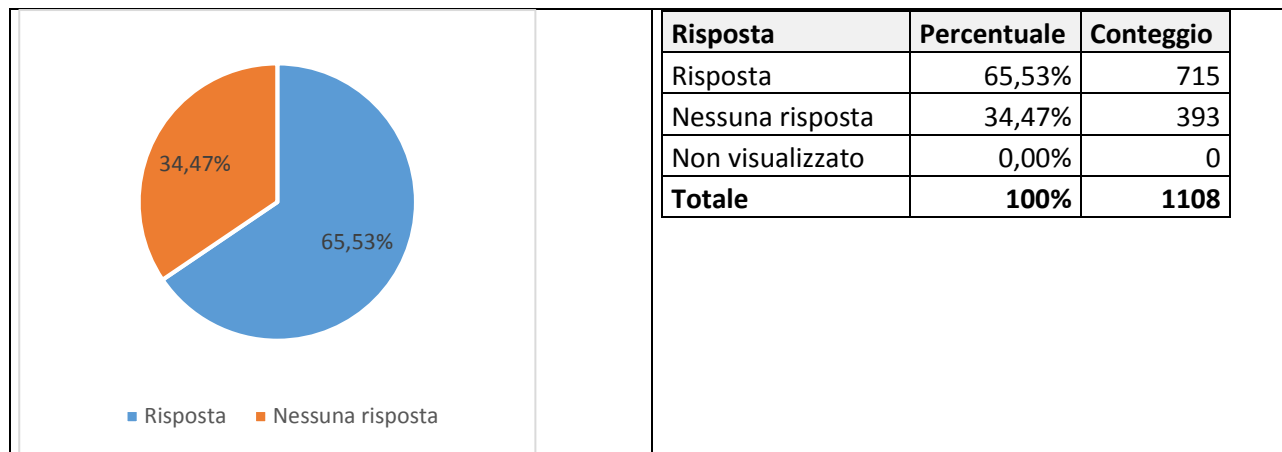 34,47%
65,53%
Risposta Nessuna risposta
Risposta Percentuale Conteggio
Risposta 65,53% 715
Nessuna risposta 34,47% 393
Non visualizzato 0,00% 0
Totale 100% 1108